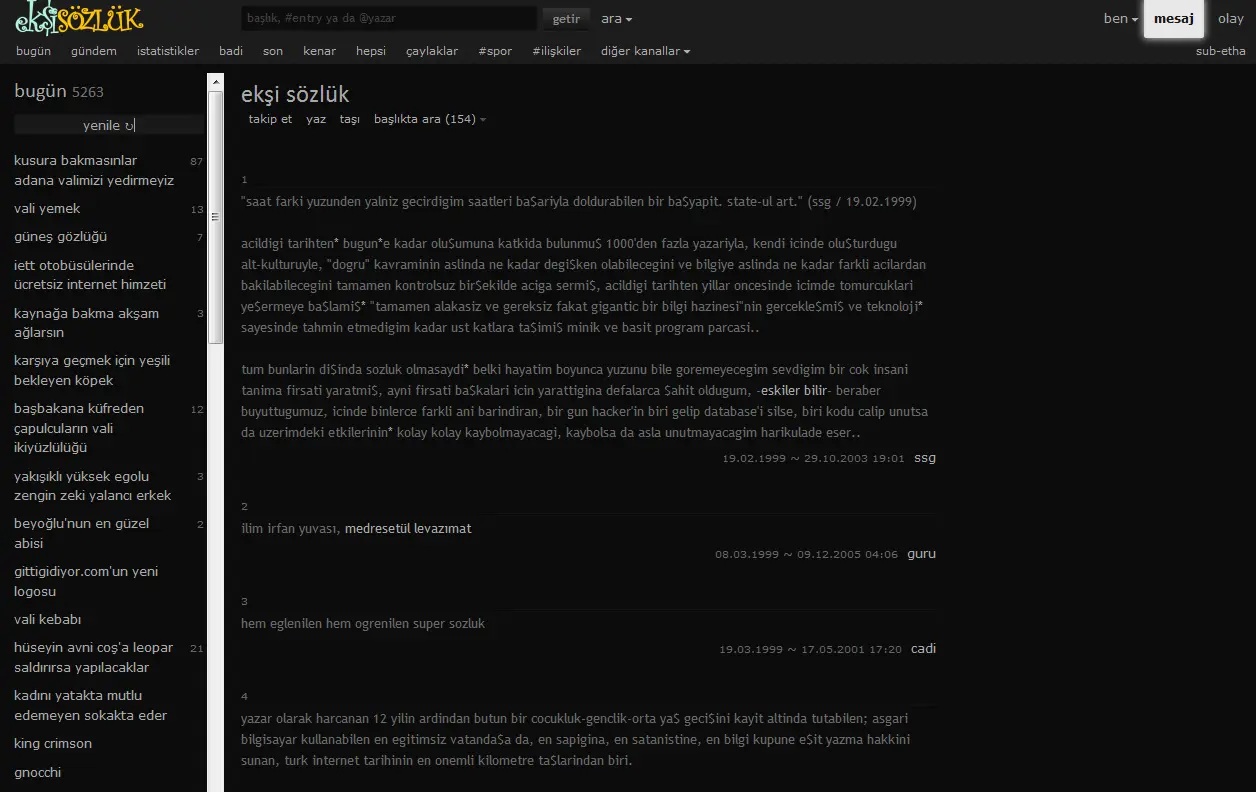 ekşi sözlük
başlık, #entry ya da @yazar
getir
ara
ben
mesaj
olay
bugün gündem istatistikler badi son kenar hepsi çaylaklar #spor #ilişkiler diğer kanallar
sub-etha
bugün 5263
yenile ↻
kusura bakmasınlar 87
adana valimizi yedirmeyiz
vali yemek 13
güneş gözlüğü 7
iett otobüsülerinde
ücretsiz internet himzeti
kaynağa bakma akşam 3
ağlarsın
karşıya geçmek için yeşili
bekleyen köpek
başbakana küfreden 12
çapulcuların vali
ikiyüzlülüğü
yakışıklı yüksek egolu 3
zengin zeki yalancı erkek
beyoğlu'nun en güzel 2
abisi
gittigidiyor.com'un yeni
logosu
vali kebabı
hüseyin avni coş'a leopar 21
saldırırsa yapılacaklar
kadını yatakta mutlu
edemeyen sokakta eder
king crimson
gnocchi
ekşi sözlük
takip et yaz taşı başlıkta ara (154)
1
"saat farki yuzunden yalniz gecirdigim saatleri ba$ariyla doldurabilen bir ba$yapit. state-ul art." (ssg / 19.02.1999)
acildigi tarihten* bugun*e kadar olu$umuna katkida bulunmu$ 1000'den fazla yazariyla, kendi icinde olu$turdugu
alt-kulturuyle, "dogru" kavraminin aslinda ne kadar degi$ken olabilecegini ve bilgiye aslinda ne kadar farkli acilardan
bakilabilecegini tamamen kontrolsuz bir$ekilde aciga sermi$, acildigi tarihten yillar oncesinde icimde tomurcuklari
ye$ermeye ba$lami$* "tamamen alakasiz ve gereksiz fakat gigantic bir bilgi hazinesi"nin gercekle$mi$ ve teknoloji*
sayesinde tahmin etmedigim kadar ust katlara ta$imi$ minik ve basit program parcasi..
tum bunlarin di$inda sozluk olmasaydi* belki hayatim boyunca yuzunu bile goremeyecegim sevdigim bir cok insani
tanima firsati yaratmi$, ayni firsati ba$kalari icin yarattigina defalarca $ahit oldugum, -eskiler bilir- beraber
buyuttugumuz, icinde binlerce farkli ani barindiran, bir gun hacker'in biri gelip database'i silse, biri kodu calip unutsa
da uzerimdeki etkilerinin* kolay kolay kaybolmayacagi, kaybolsa da asla unutmayacagim harikulade eser..
19.02.1999 ~ 29.10.2003 19:01 ssg
2
ilim irfan yuvası, medresetül levazımat
08.03.1999 ~ 09.12.2005 04:06 guru
3
hem eglenilen hem ogrenilen super sozluk
19.03.1999 ~ 17.05.2001 17:20 cadi
4
yazar olarak harcanan 12 yilin ardindan butun bir cocukluk-genclik-orta ya$ geci$ini kayit altinda tutabilen; asgari
bilgisayar kullanabilen en egitimsiz vatanda$a da, en sapigina, en satanistine, en bilgi kupune e$it yazma hakkini
sunan, turk internet tarihinin en onemli kilometre ta$larindan biri.